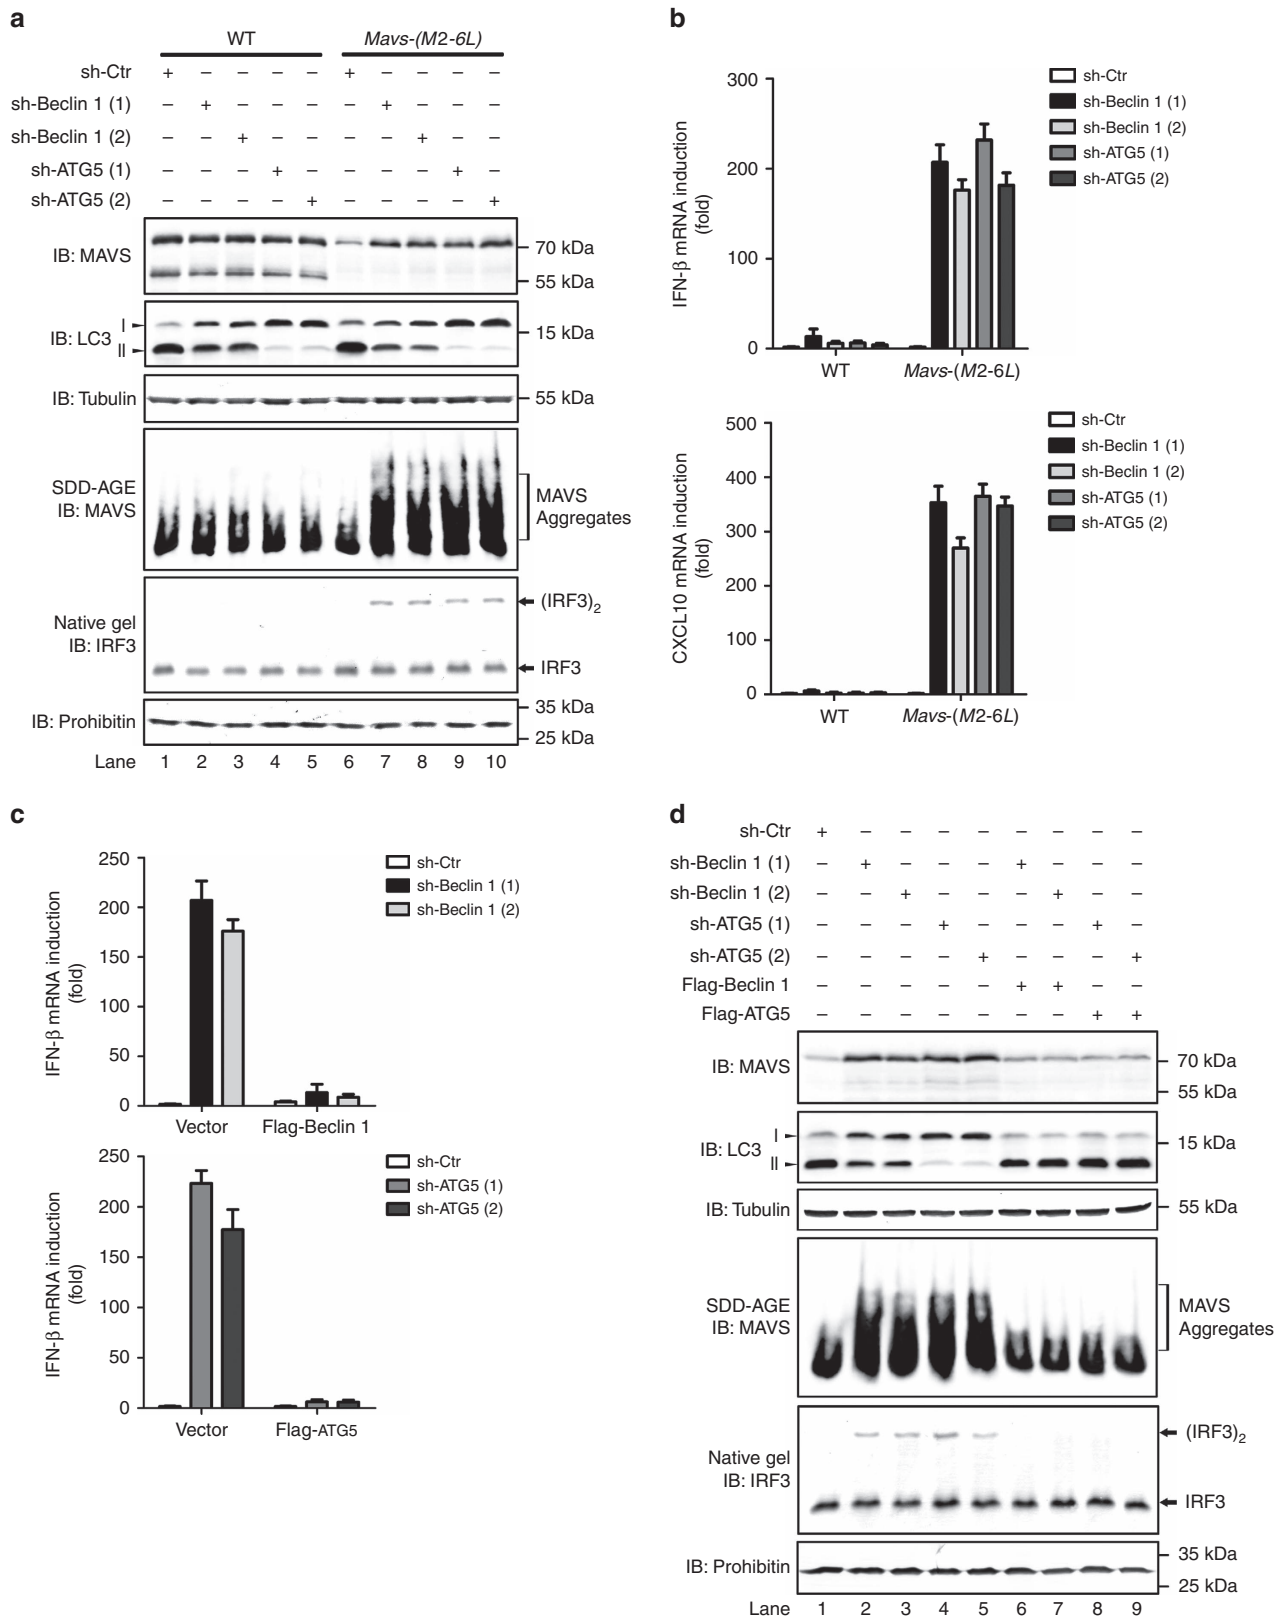 a
WT Mavs-(M2-6L)
sh-Ctr + – – – – + – – – –
sh-Beclin 1 (1) – + – – – – + – – –
sh-Beclin 1 (2) – – + – – – – + – –
sh-ATG5 (1) – – – + – – – – + –
sh-ATG5 (2) – – – – + – – – – +
IB: MAVS
70 kDa
55 kDa
IB: LC3
I
II
15 kDa
IB: Tubulin
55 kDa
SDD-AGE
IB: MAVS
MAVS
Aggregates
Native gel
IB: IRF3
(IRF3)2
IRF3
IB: Prohibitin
35 kDa
25 kDa
Lane 1 2 3 4 5 6 7 8 9 10
b
IFN-β mRNA induction
(fold)
300
200
100
0
WT Mavs-(M2-6L)
sh-Ctr
sh-Beclin 1 (1)
sh-Beclin 1 (2)
sh-ATG5 (1)
sh-ATG5 (2)
CXCL10 mRNA induction
(fold)
500
400
300
200
100
0
WT Mavs-(M2-6L)
sh-Ctr
sh-Beclin 1 (1)
sh-Beclin 1 (2)
sh-ATG5 (1)
sh-ATG5 (2)
c
IFN-β mRNA induction
(fold)
250
200
150
100
50
0
Vector Flag-Beclin 1
sh-Ctr
sh-Beclin 1 (1)
sh-Beclin 1 (2)
IFN-β mRNA induction
(fold)
250
200
150
100
50
0
Vector Flag-ATG5
sh-Ctr
sh-ATG5 (1)
sh-ATG5 (2)
d
sh-Ctr + – – – – – – – –
sh-Beclin 1 (1) – + – – – + – – –
sh-Beclin 1 (2) – – + – – – + – –
sh-ATG5 (1) – – – + – – – + –
sh-ATG5 (2) – – – – + – – – +
Flag-Beclin 1 – – – – – + + – –
Flag-ATG5 – – – – – – – + +
IB: MAVS
70 kDa
55 kDa
IB: LC3
I
II
15 kDa
IB: Tubulin
55 kDa
SDD-AGE
IB: MAVS
MAVS
Aggregates
Native gel
IB: IRF3
(IRF3)2
IRF3
IB: Prohibitin
35 kDa
25 kDa
Lane 1 2 3 4 5 6 7 8 9